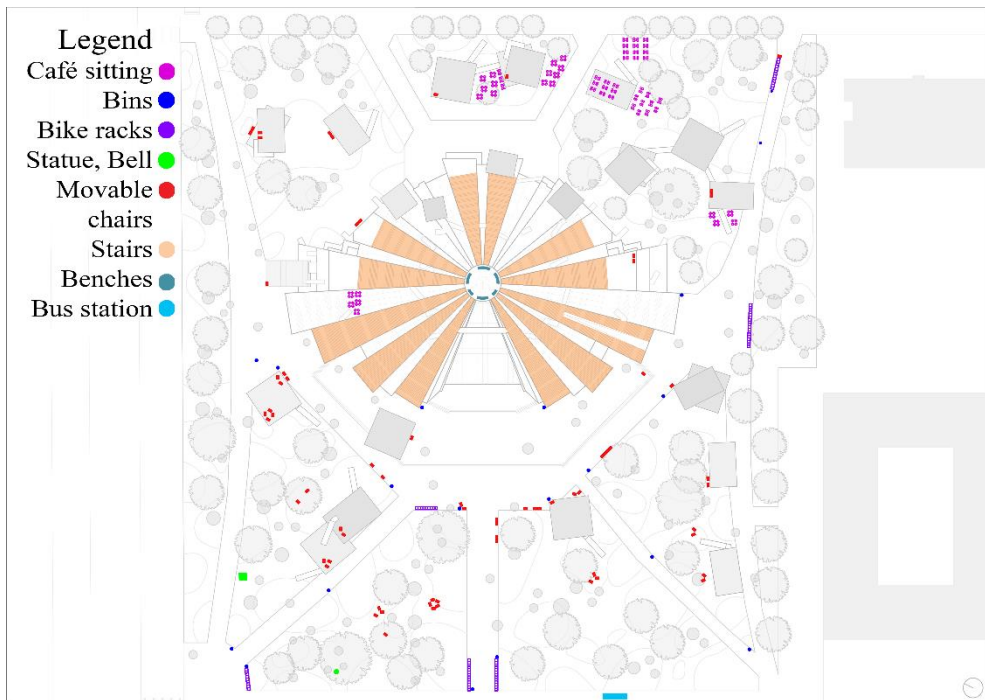 Legend
Café sitting
Bins
Bike racks
Statue, Bell
Movable
chairs
Stairs
Benches
Bus station